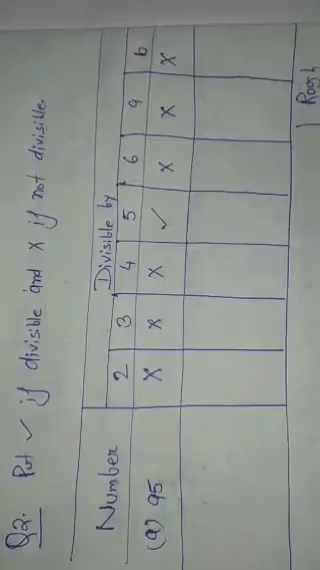 Q2. Put ✓ if divisible and x if not divisible.
Number Divisible by
2 3 4 5 6 9
(a) 95 x x x ✓ x x x
Rough